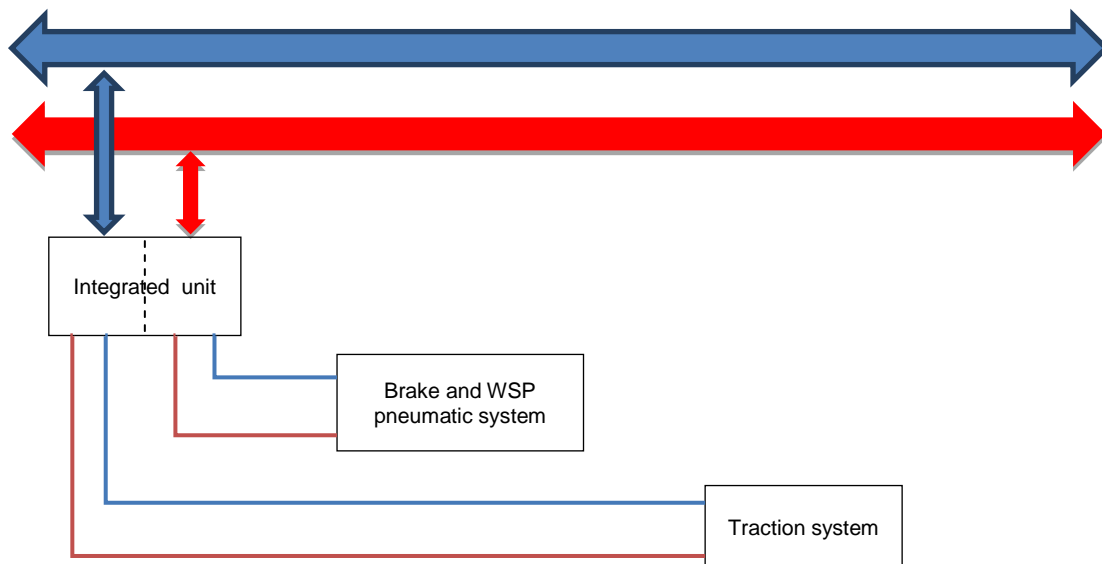 Integrated unit
Brake and WSP
pneumatic system
Traction system